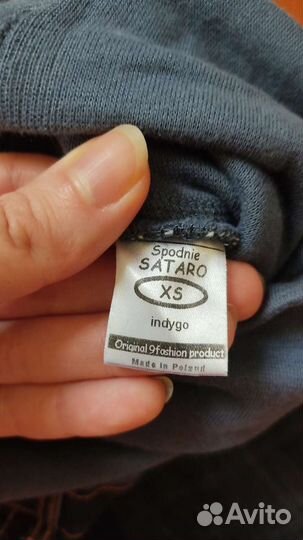 Spodnie
SATARO
XS
indygo
Original 9fashion product
Made in Poland
Avito